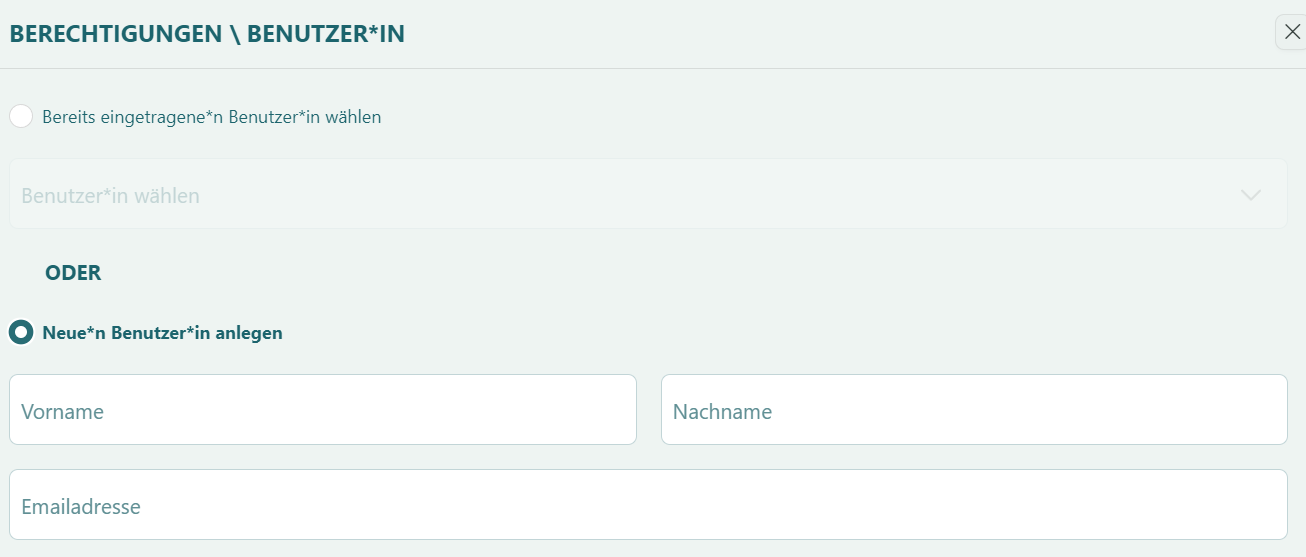 BERECHTIGUNGEN \ BENUTZER*IN
Bereits eingetragene*n Benutzer*in wählen
Benutzer*in wählen
ODER
Neue*n Benutzer*in anlegen
Vorname
Nachname
Emailadresse